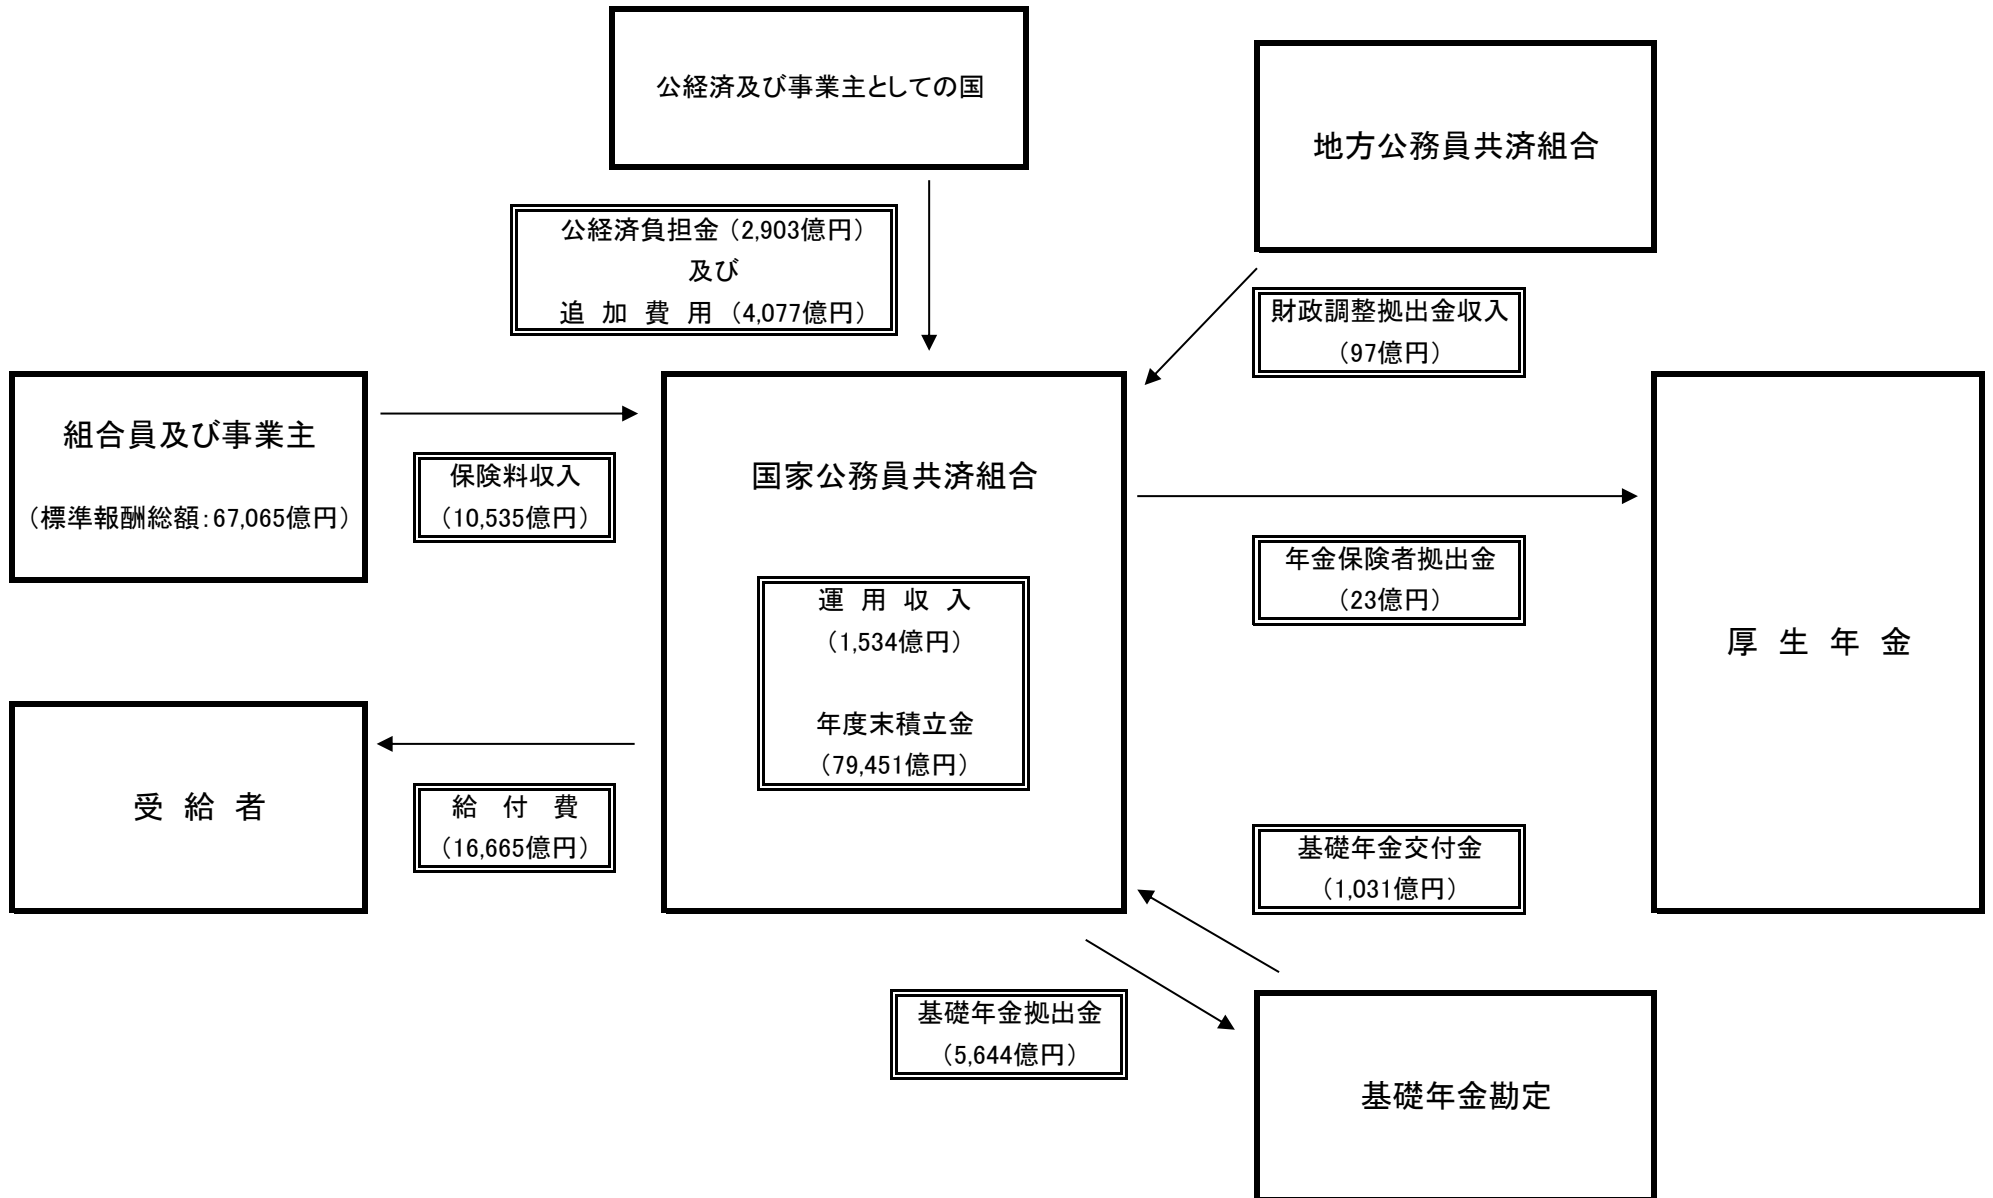 公経済及び事業主としての国
地方公務員共済組合
公経済負担金（2,903億円）
及び
追 加 費 用（4,077億円）
財政調整拠出金収入
（97億円）
組合員及び事業主
（標準報酬総額：67,065億円）
保険料収入
（10,535億円）
国家公務員共済組合
運 用 収 入
（1,534億円）
年度末積立金
（79,451億円）
年金保険者拠出金
（23億円）
厚 生 年 金
受 給 者
給 付 費
（16,665億円）
基礎年金交付金
（1,031億円）
基礎年金拠出金
（5,644億円）
基礎年金勘定